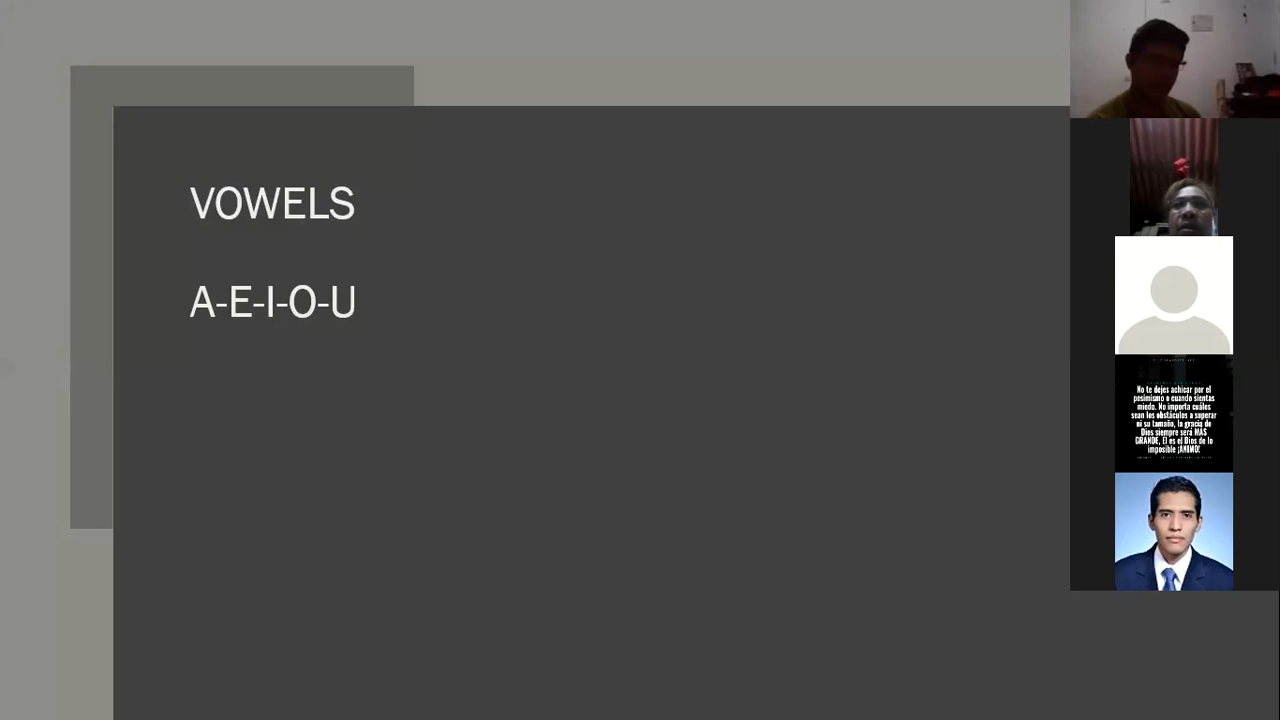 VOWELS
A-E-I-O-U
No te dejes achicar por el
pesimismo o cuando sientas
miedo. No importa cuáles
sean los obstáculos a superar
ni su tamaño, la gracia de
Dios siempre será MAS
GRANDE, Él es el Dios de lo
imposible ¡ANIMO!